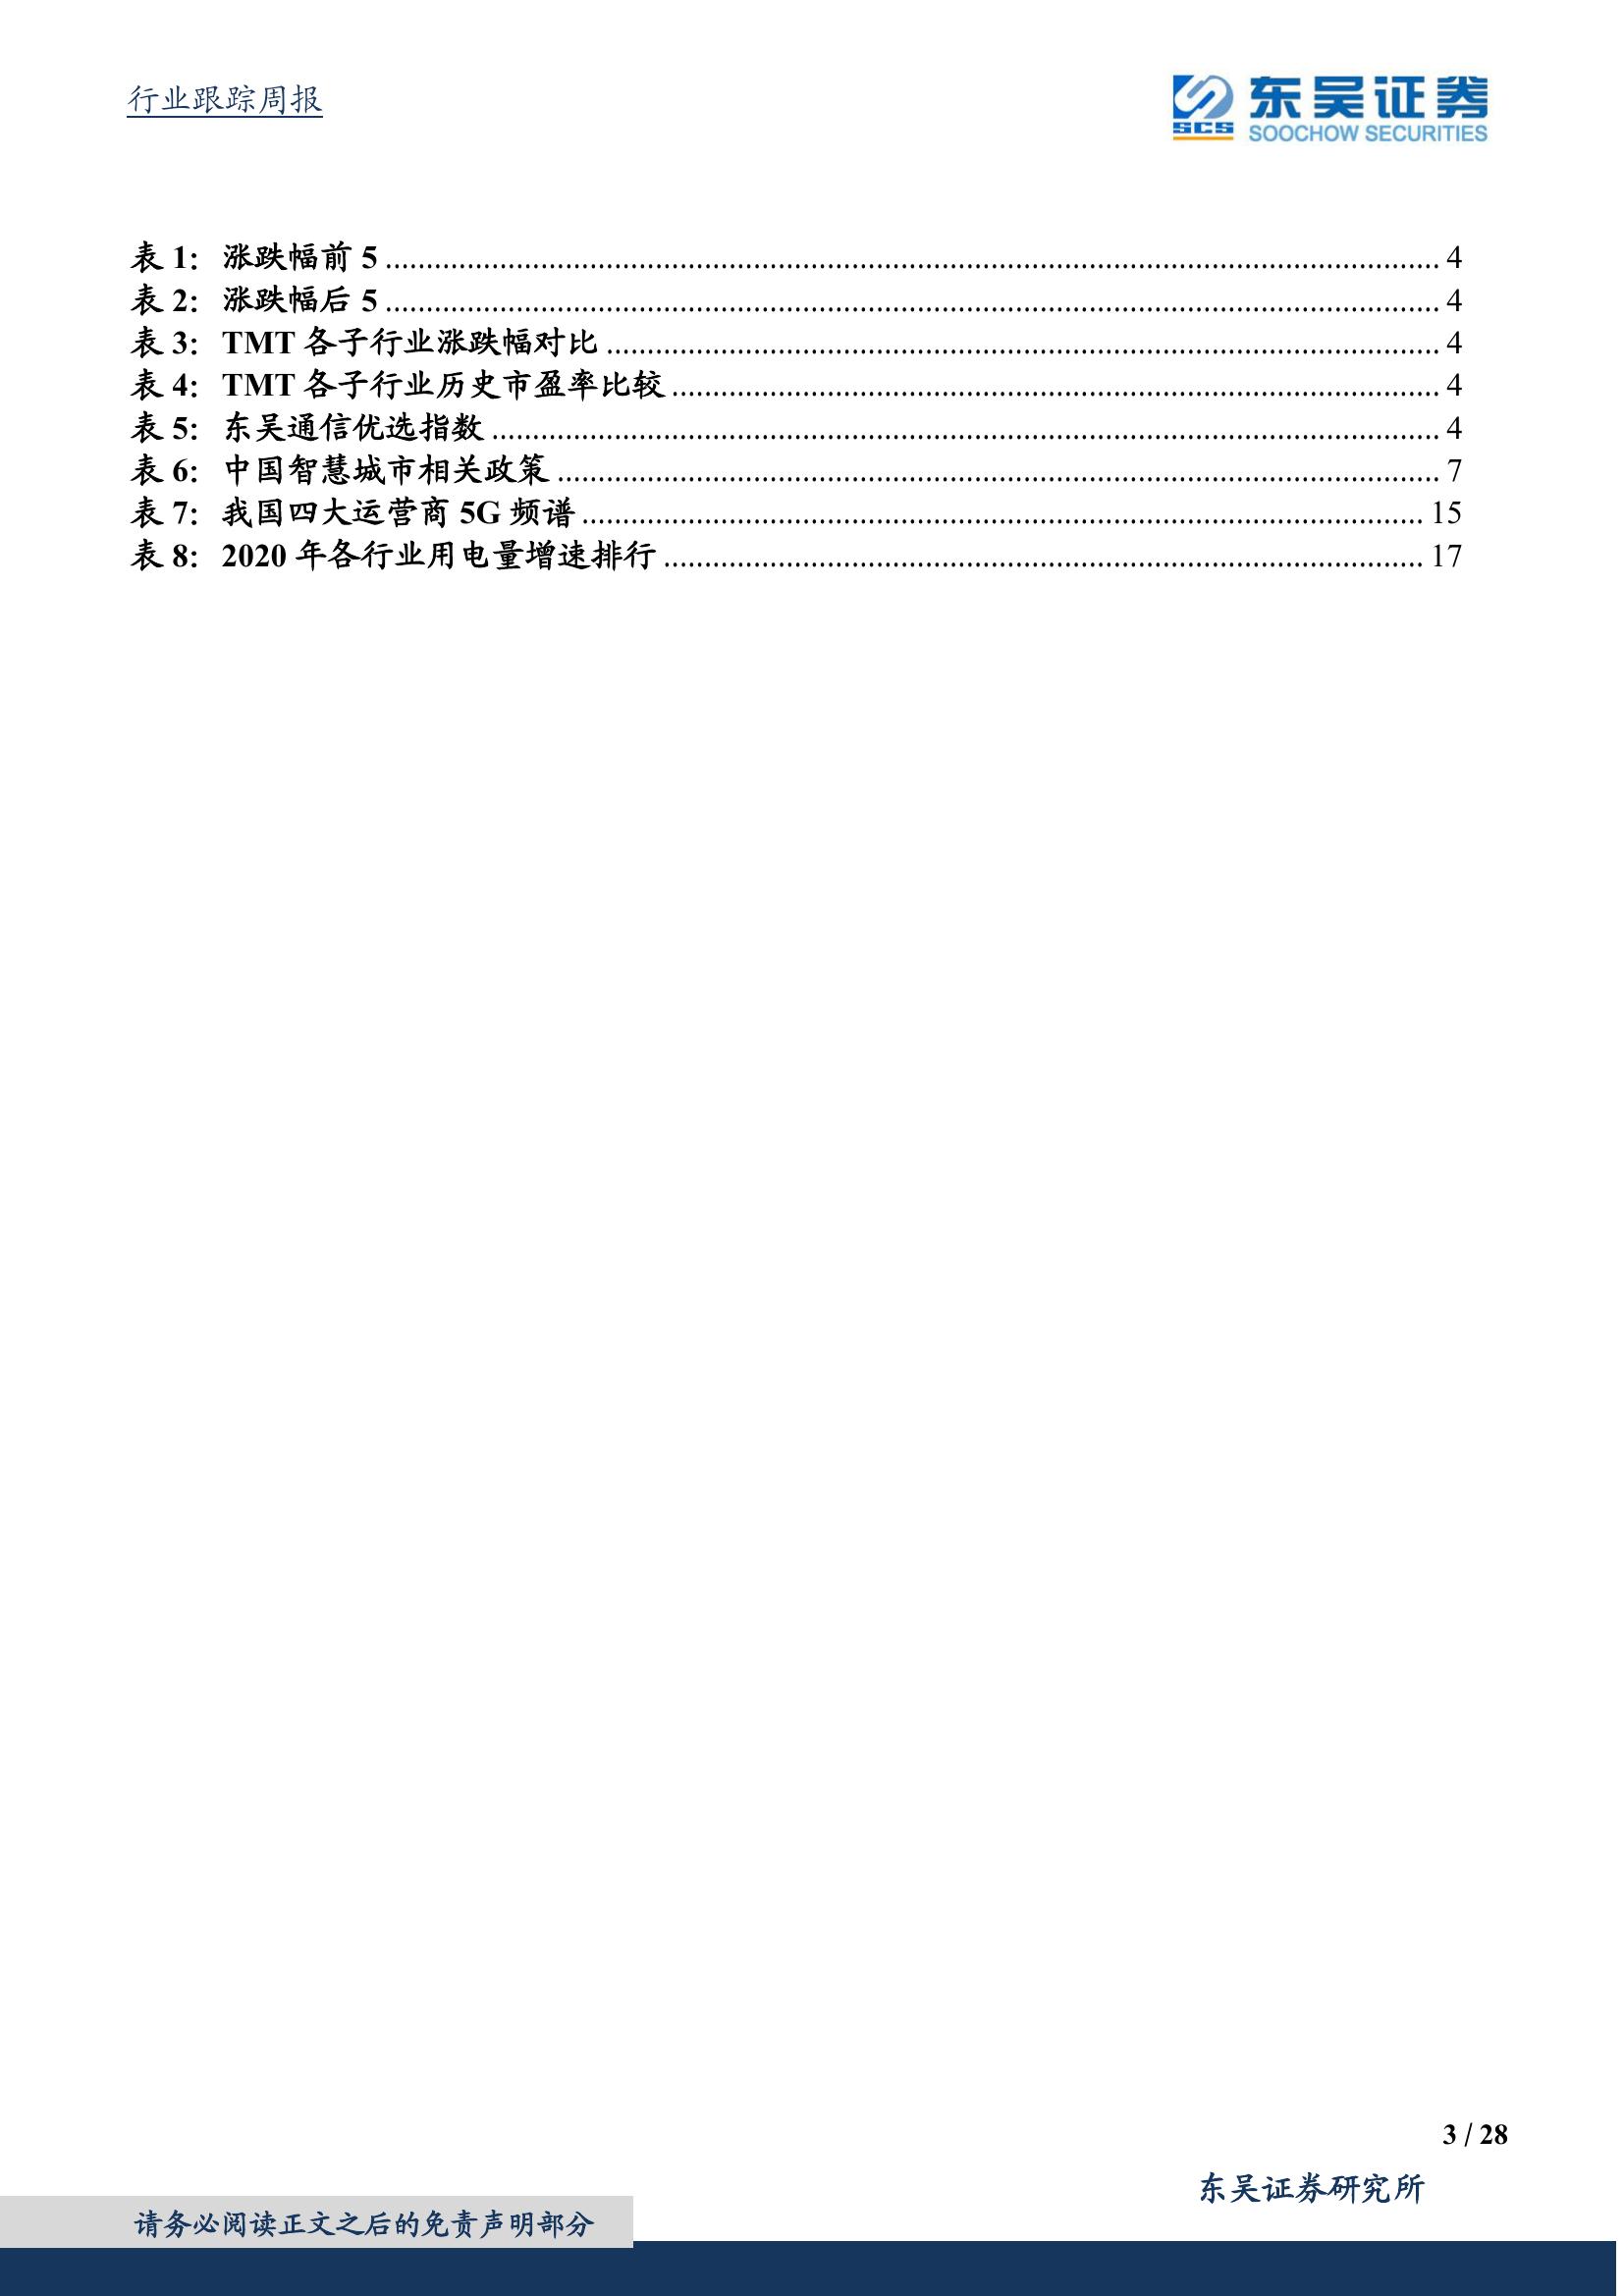 行业跟踪周报
SCS 东吴证券
SOOCHOW SECURITIES
表 1: 涨跌幅前 5 ........ 4
表 2: 涨跌幅后 5 ........ 4
表 3: TMT 各子行业涨跌幅对比 ........ 4
表 4: TMT 各子行业历史市盈率比较 ........ 4
表 5: 东吴通信优选指数 ........ 4
表 6: 中国智慧城市相关政策 ........ 7
表 7: 我国四大运营商 5G 频谱 ........ 15
表 8: 2020 年各行业用电量增速排行 ........ 17
3 / 28
东吴证券研究所
请务必阅读正文之后的免责声明部分